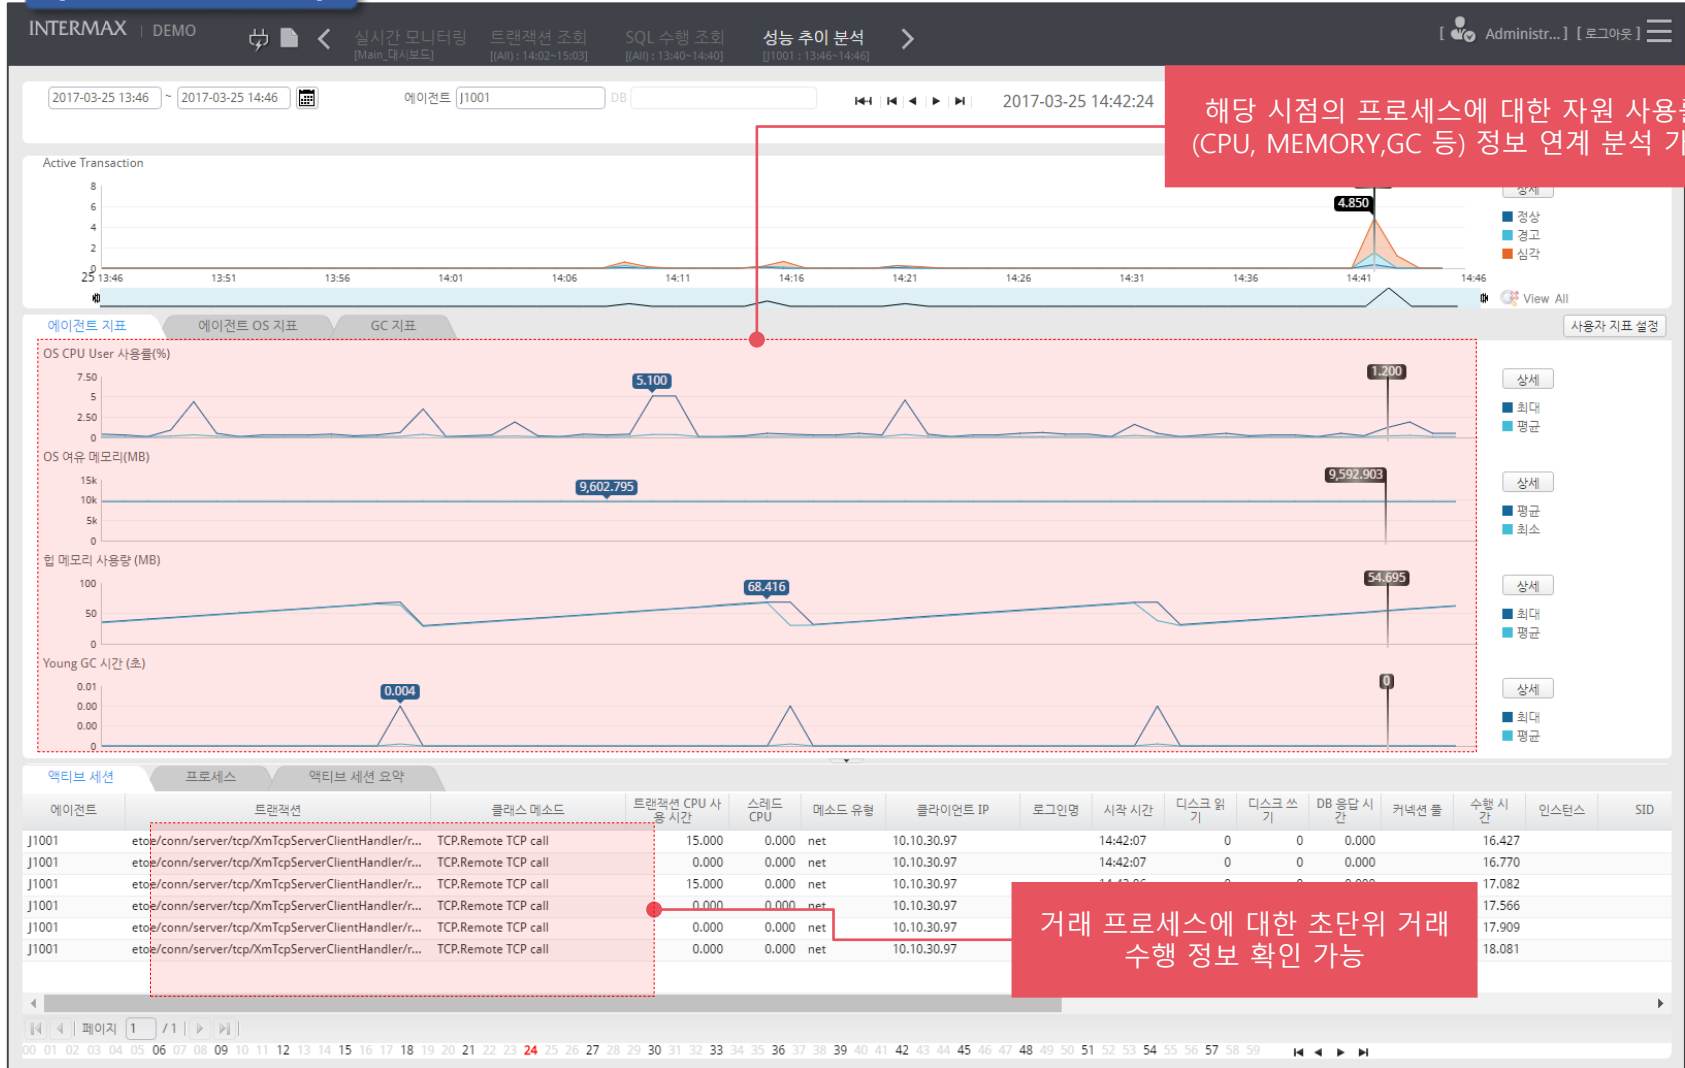 INTERMAX | DEMO
실시간 모니터링 트랜잭션 조회 SQL 수행 조회 성능 추이 분석
[Main_대시보드] [(All) : 14:02~15:03] [(All) : 13:40~14:40] [J1001 : 13:46~14:46]
[ Administr... ] [ 로그아웃 ]
2017-03-25 13:46 ~ 2017-03-25 14:46 에이전트 J1001 DB 2017-03-25 14:42:24
해당 시점의 프로세스에 대한 자원 사용
(CPU, MEMORY,GC 등) 정보 연계 분석
Active Transaction
상세
8
6
4
2
0
4.850
정상
경고
심각
25 13:46 13:51 13:56 14:01 14:06 14:11 14:16 14:21 14:26 14:31 14:36 14:41 14:46
View All
에이전트 지표 에이전트 OS 지표 GC 지표 사용자 지표 설정
OS CPU User 사용률(%)
7.50
5
2.50
0
5.100 1.200
상세
최대
평균
OS 여유 메모리(MB)
15k
10k
5k
0
9,602.795 9,592.903
상세
평균
최소
힙 메모리 사용량 (MB)
100
50
0
68.416 54.695
상세
최대
평균
Young GC 시간 (초)
0.01
0.00
0.00
0
0.004 0
상세
최대
평균
액티브 세션 프로세스 액티브 세션 요약
에이전트 트랜잭션 클래스 메소드 트랜잭션 CPU 사용 시간 스레드 CPU 메소드 유형 클라이언트 IP 로그인명 시작 시간 디스크 읽기 디스크 쓰기 DB 응답 시간 커넥션 풀 수행 시간 인스턴스 SID
J1001 etoe/conn/server/tcp/XmTcpServerClientHandler/r... TCP.Remote TCP call 15.000 0.000 net 10.10.30.97 14:42:07 0 0 0.000 16.427
J1001 etoe/conn/server/tcp/XmTcpServerClientHandler/r... TCP.Remote TCP call 0.000 0.000 net 10.10.30.97 14:42:07 0 0 0.000 16.770
J1001 etoe/conn/server/tcp/XmTcpServerClientHandler/r... TCP.Remote TCP call 15.000 0.000 net 10.10.30.97 17.082
J1001 etoe/conn/server/tcp/XmTcpServerClientHandler/r... TCP.Remote TCP call 0.000 0.000 net 10.10.30.97 17.566
J1001 etoe/conn/server/tcp/XmTcpServerClientHandler/r... TCP.Remote TCP call 0.000 0.000 net 10.10.30.97 17.909
J1001 etoe/conn/server/tcp/XmTcpServerClientHandler/r... TCP.Remote TCP call 0.000 0.000 net 10.10.30.97 18.081
거래 프로세스에 대한 초단위 거래
수행 정보 확인 가능
페이지 1 / 1
00 01 02 03 04 05 06 07 08 09 10 11 12 13 14 15 16 17 18 19 20 21 22 23 24 25 26 27 28 29 30 31 32 33 34 35 36 37 38 39 40 41 42 43 44 45 46 47 48 49 50 51 52 53 54 55 56 57 58 59